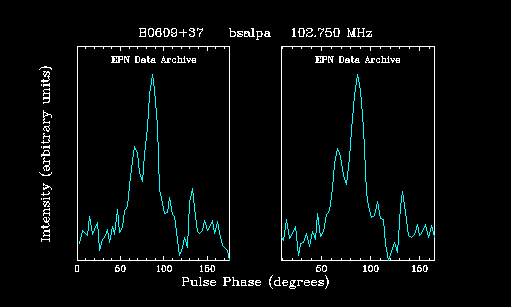 B0609+37 bsalpa 102.750 MHz
EPN Data Archive EPN Data Archive
Intensity (arbitrary units)
0 50 100 150 50 100 150
Pulse Phase (degrees)